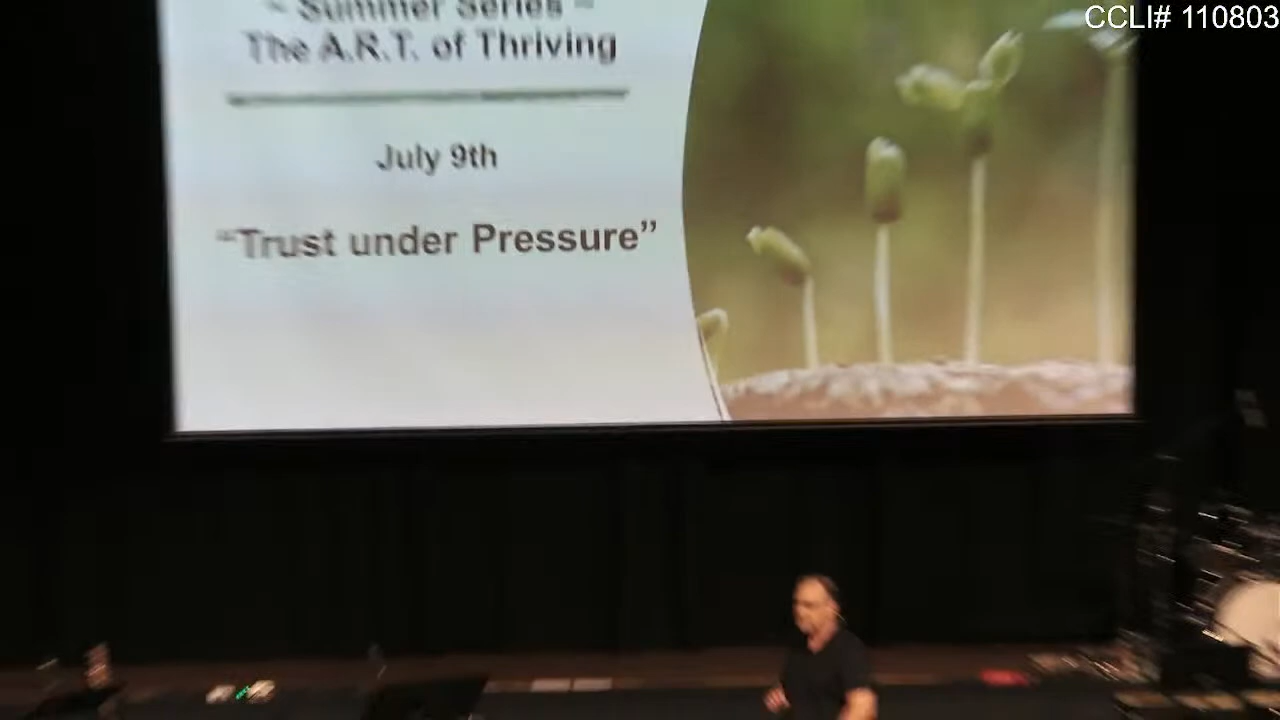 CCLI# 110803
~ Summer Series ~
The A.R.T. of Thriving
July 9th
“Trust under Pressure”